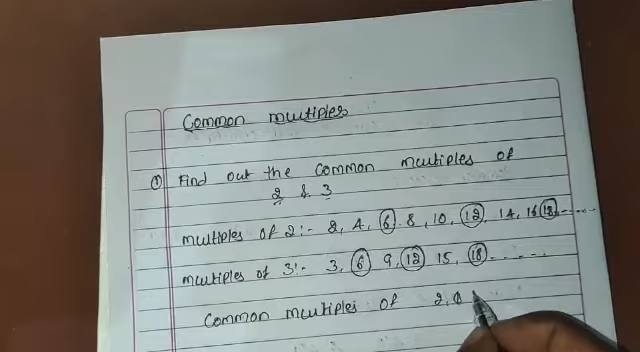 Common multiples
① Find out the Common multiples of
2 & 3
multiples of 2:- 2, 4, 6, 8, 10, 12, 14, 16 18, -----
multiples of 3:- 3, 6 9, 12 15, 18 ------
Common multiples of 2,